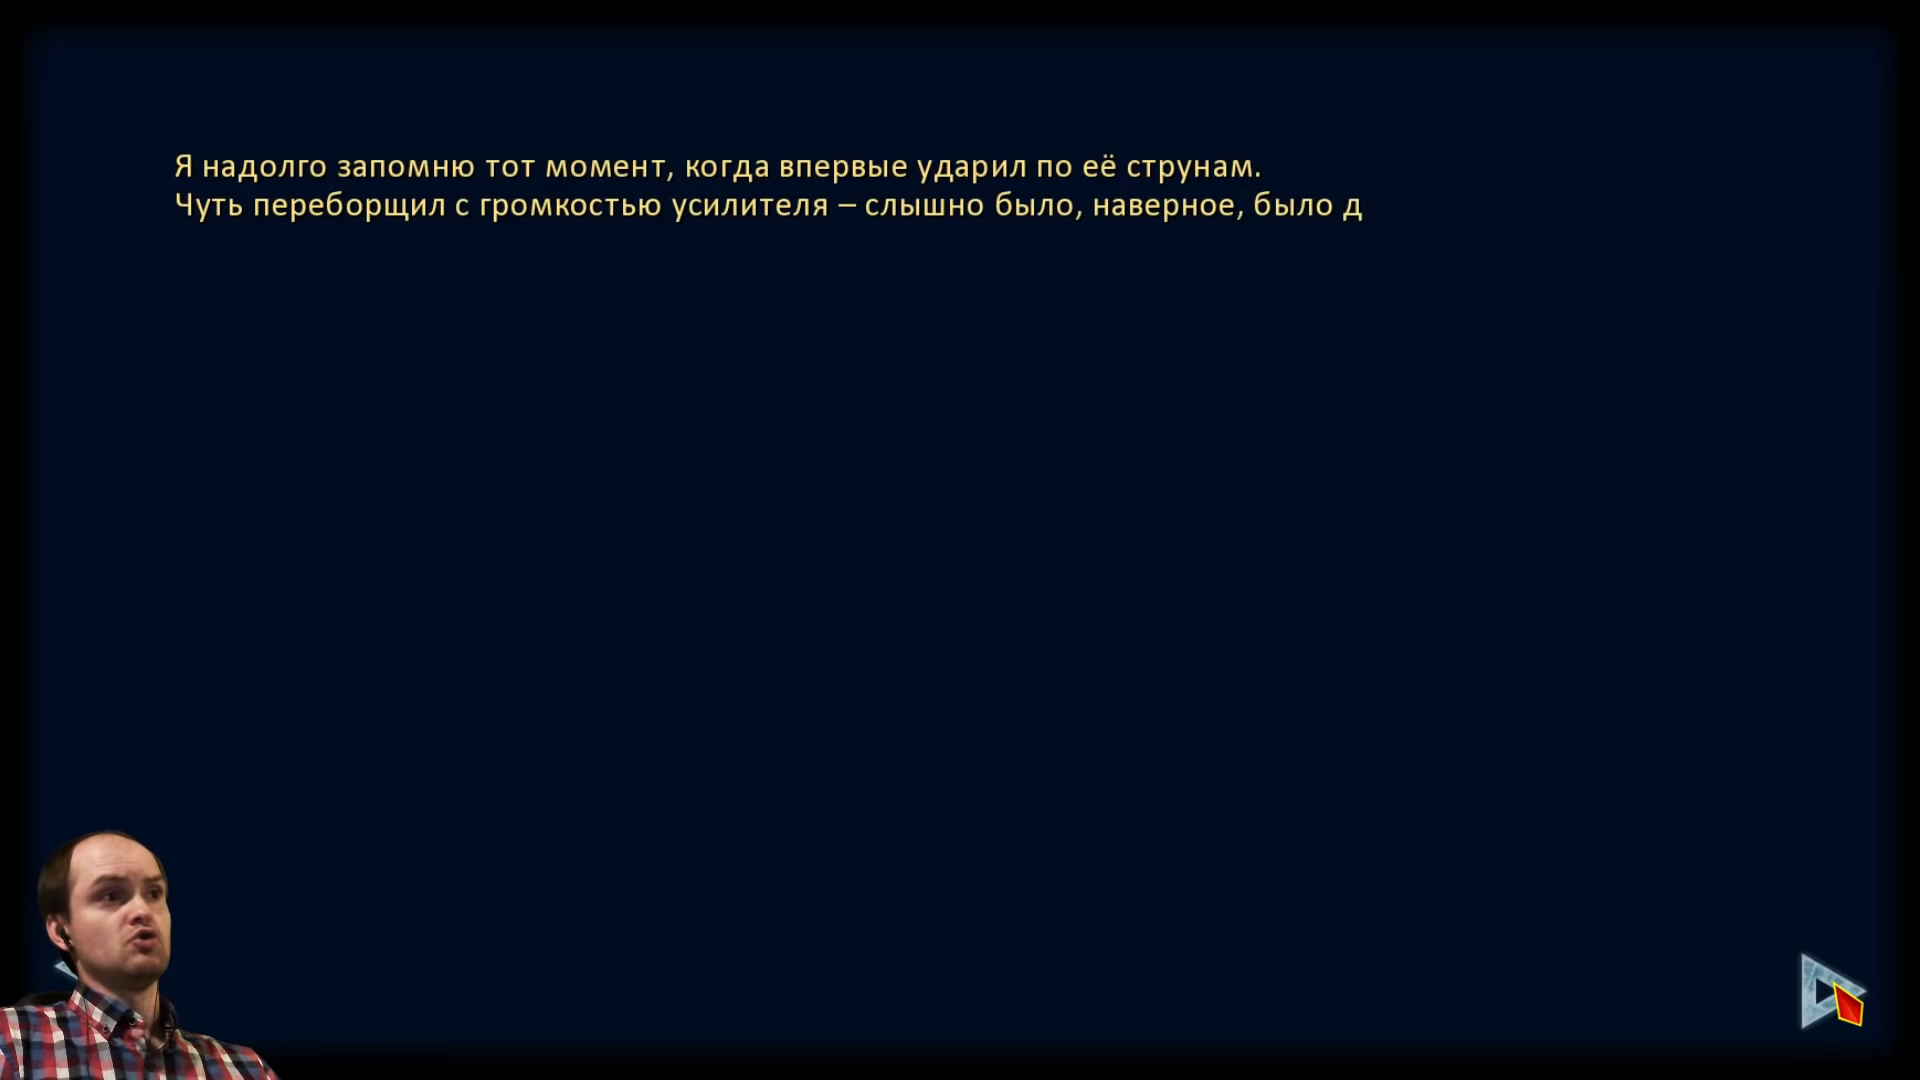 Я надолго запомню тот момент, когда впервые ударил по её струнам.
Чуть переборщил с громкостью усилителя – слышно было, наверное, было д